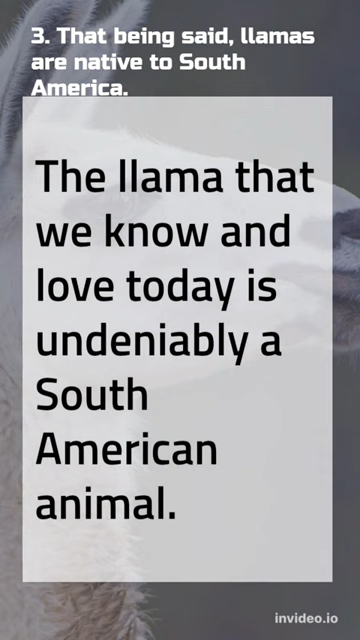 3. That being said, llamas
are native to South
America.
The llama that
we know and
love today is
undeniably a
South
American
animal.
invideo.io